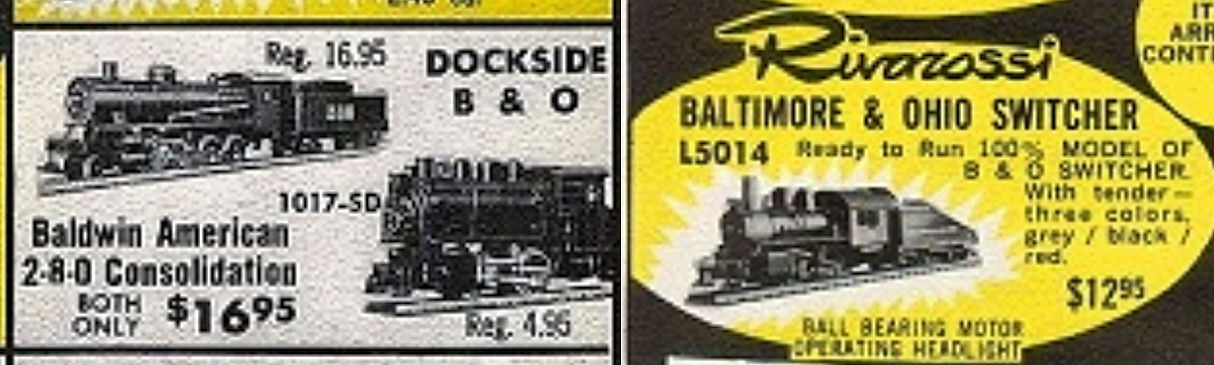 Reg. 16.95
DOCKSIDE
B & O
1017-SD
Baldwin American
2-8-0 Consolidation
BOTH
ONLY $16⁹⁵
Reg. 4.95
Rivarossi
BALTIMORE & OHIO SWITCHER
L5014 Ready to Run 100% MODEL OF
B & O SWITCHER.
With tender—
three colors,
grey / black /
red.
$12⁹⁵
BALL BEARING MOTOR
OPERATING HEADLIGHT
IT
ARR
CONT